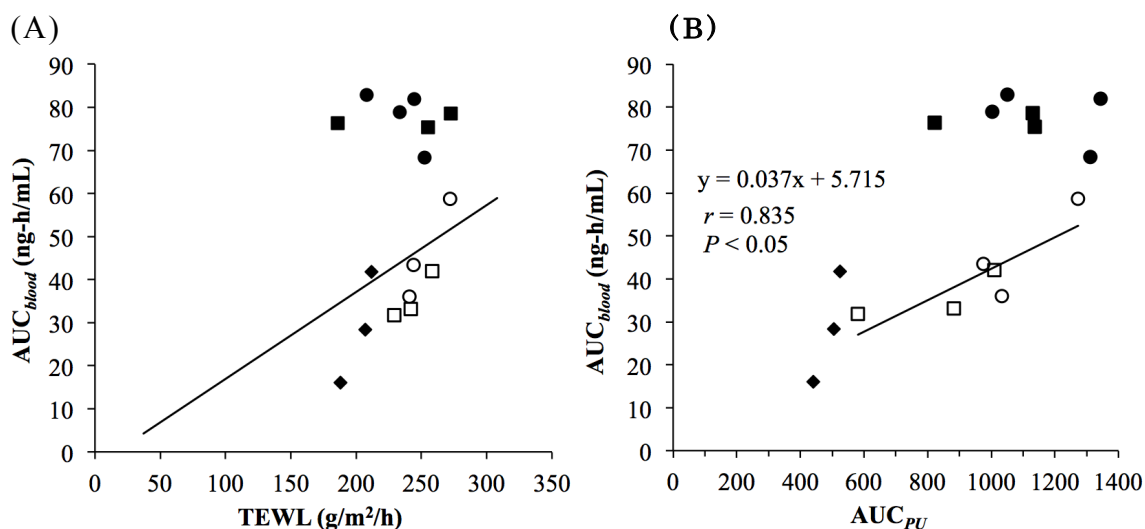 (A)
90
80
70
60
50
40
30
20
10
0
AUCblood (ng-h/mL)
0 50 100 150 200 250 300 350
TEWL (g/m²/h)
(B)
90
80
70
60
50
40
30
20
10
0
AUCblood (ng-h/mL)
y = 0.037x + 5.715
r = 0.835
P < 0.05
0 200 400 600 800 1000 1200 1400
AUCPU